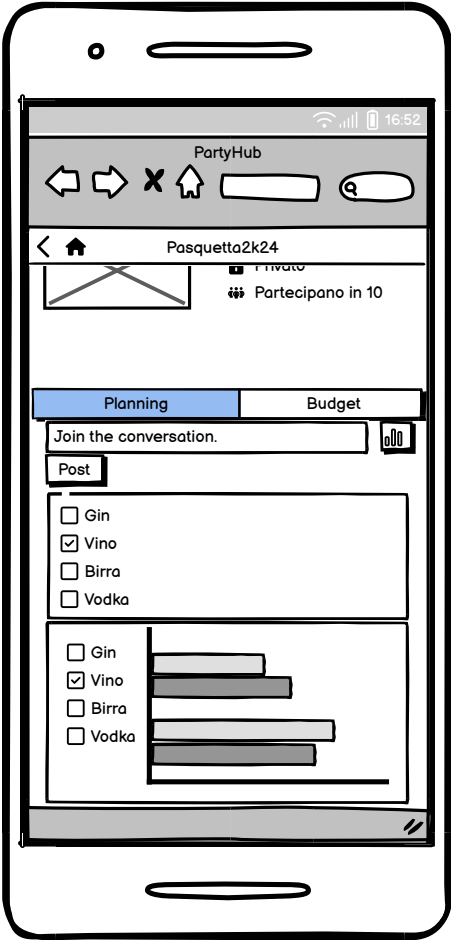 16:52
PartyHub
Pasquetta2k24
Privato
Partecipano in 10
Planning
Budget
Join the conversation.
Post
Gin
Vino
Birra
Vodka
Gin
Vino
Birra
Vodka